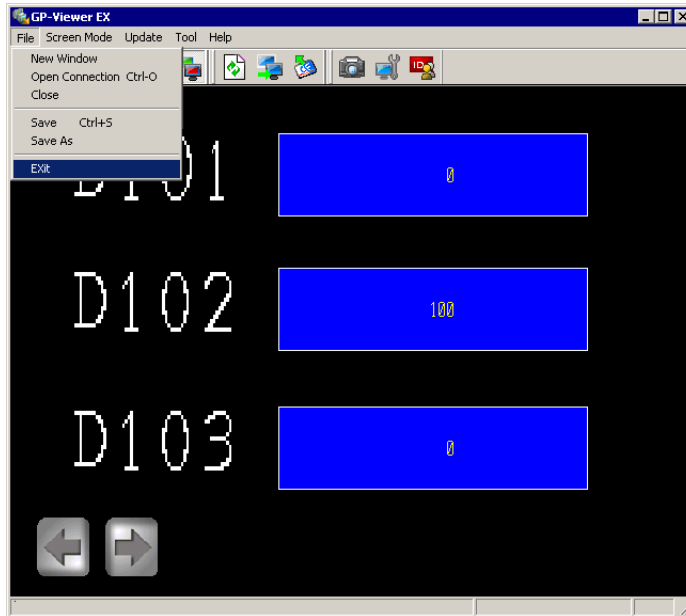 GP-Viewer EX
File Screen Mode Update Tool Help
New Window
Open Connection Ctrl-O
Close
Save Ctrl+S
Save As
EXit
D101 0
D102 100
D103 0